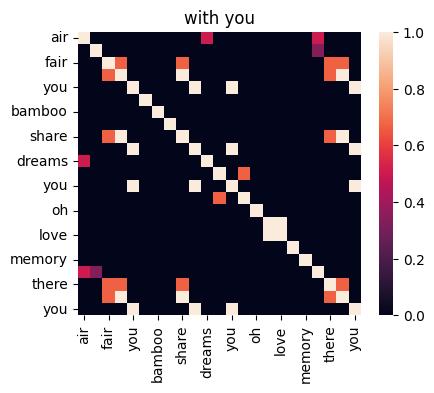 with you
air
fair
you
bamboo
share
dreams
you
oh
love
memory
there
you
1.0
0.8
0.6
0.4
0.2
0.0
air
fair
you
bamboo
share
dreams
you
oh
love
memory
there
you